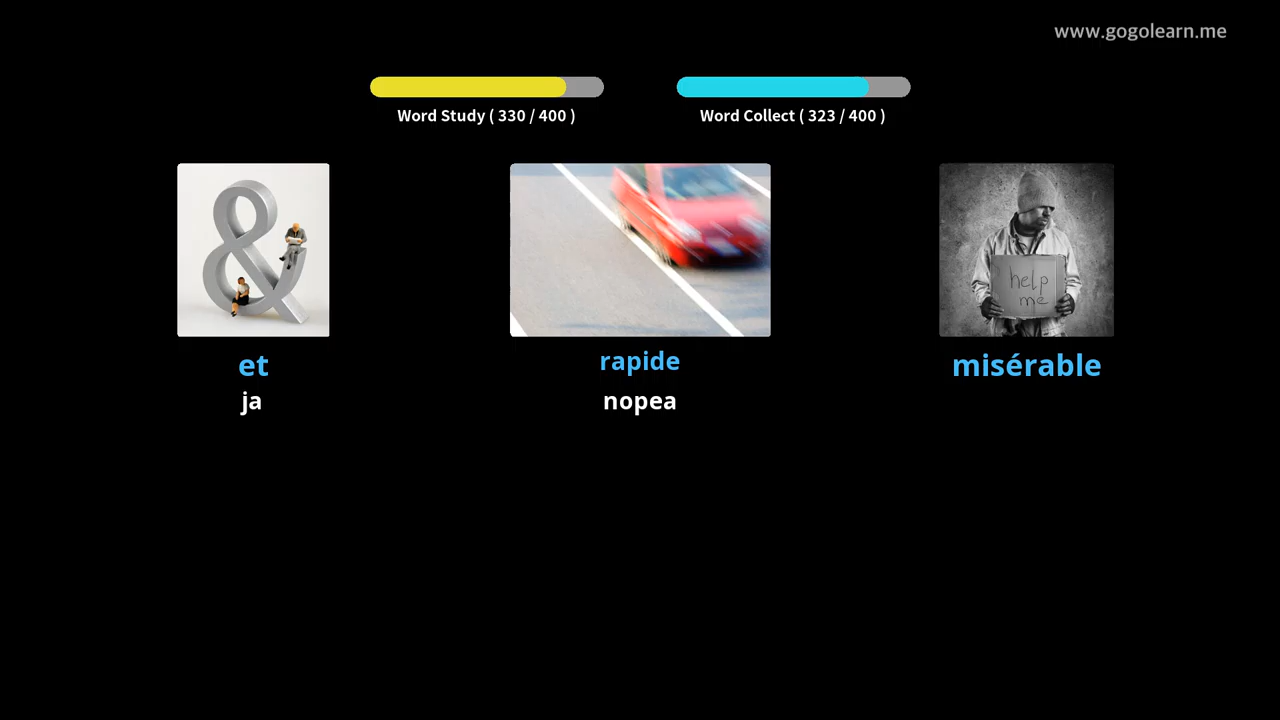 www.gogolearn.me
Word Study ( 330 / 400 )
Word Collect ( 323 / 400 )
help
me
et
rapide
misérable
ja
nopea